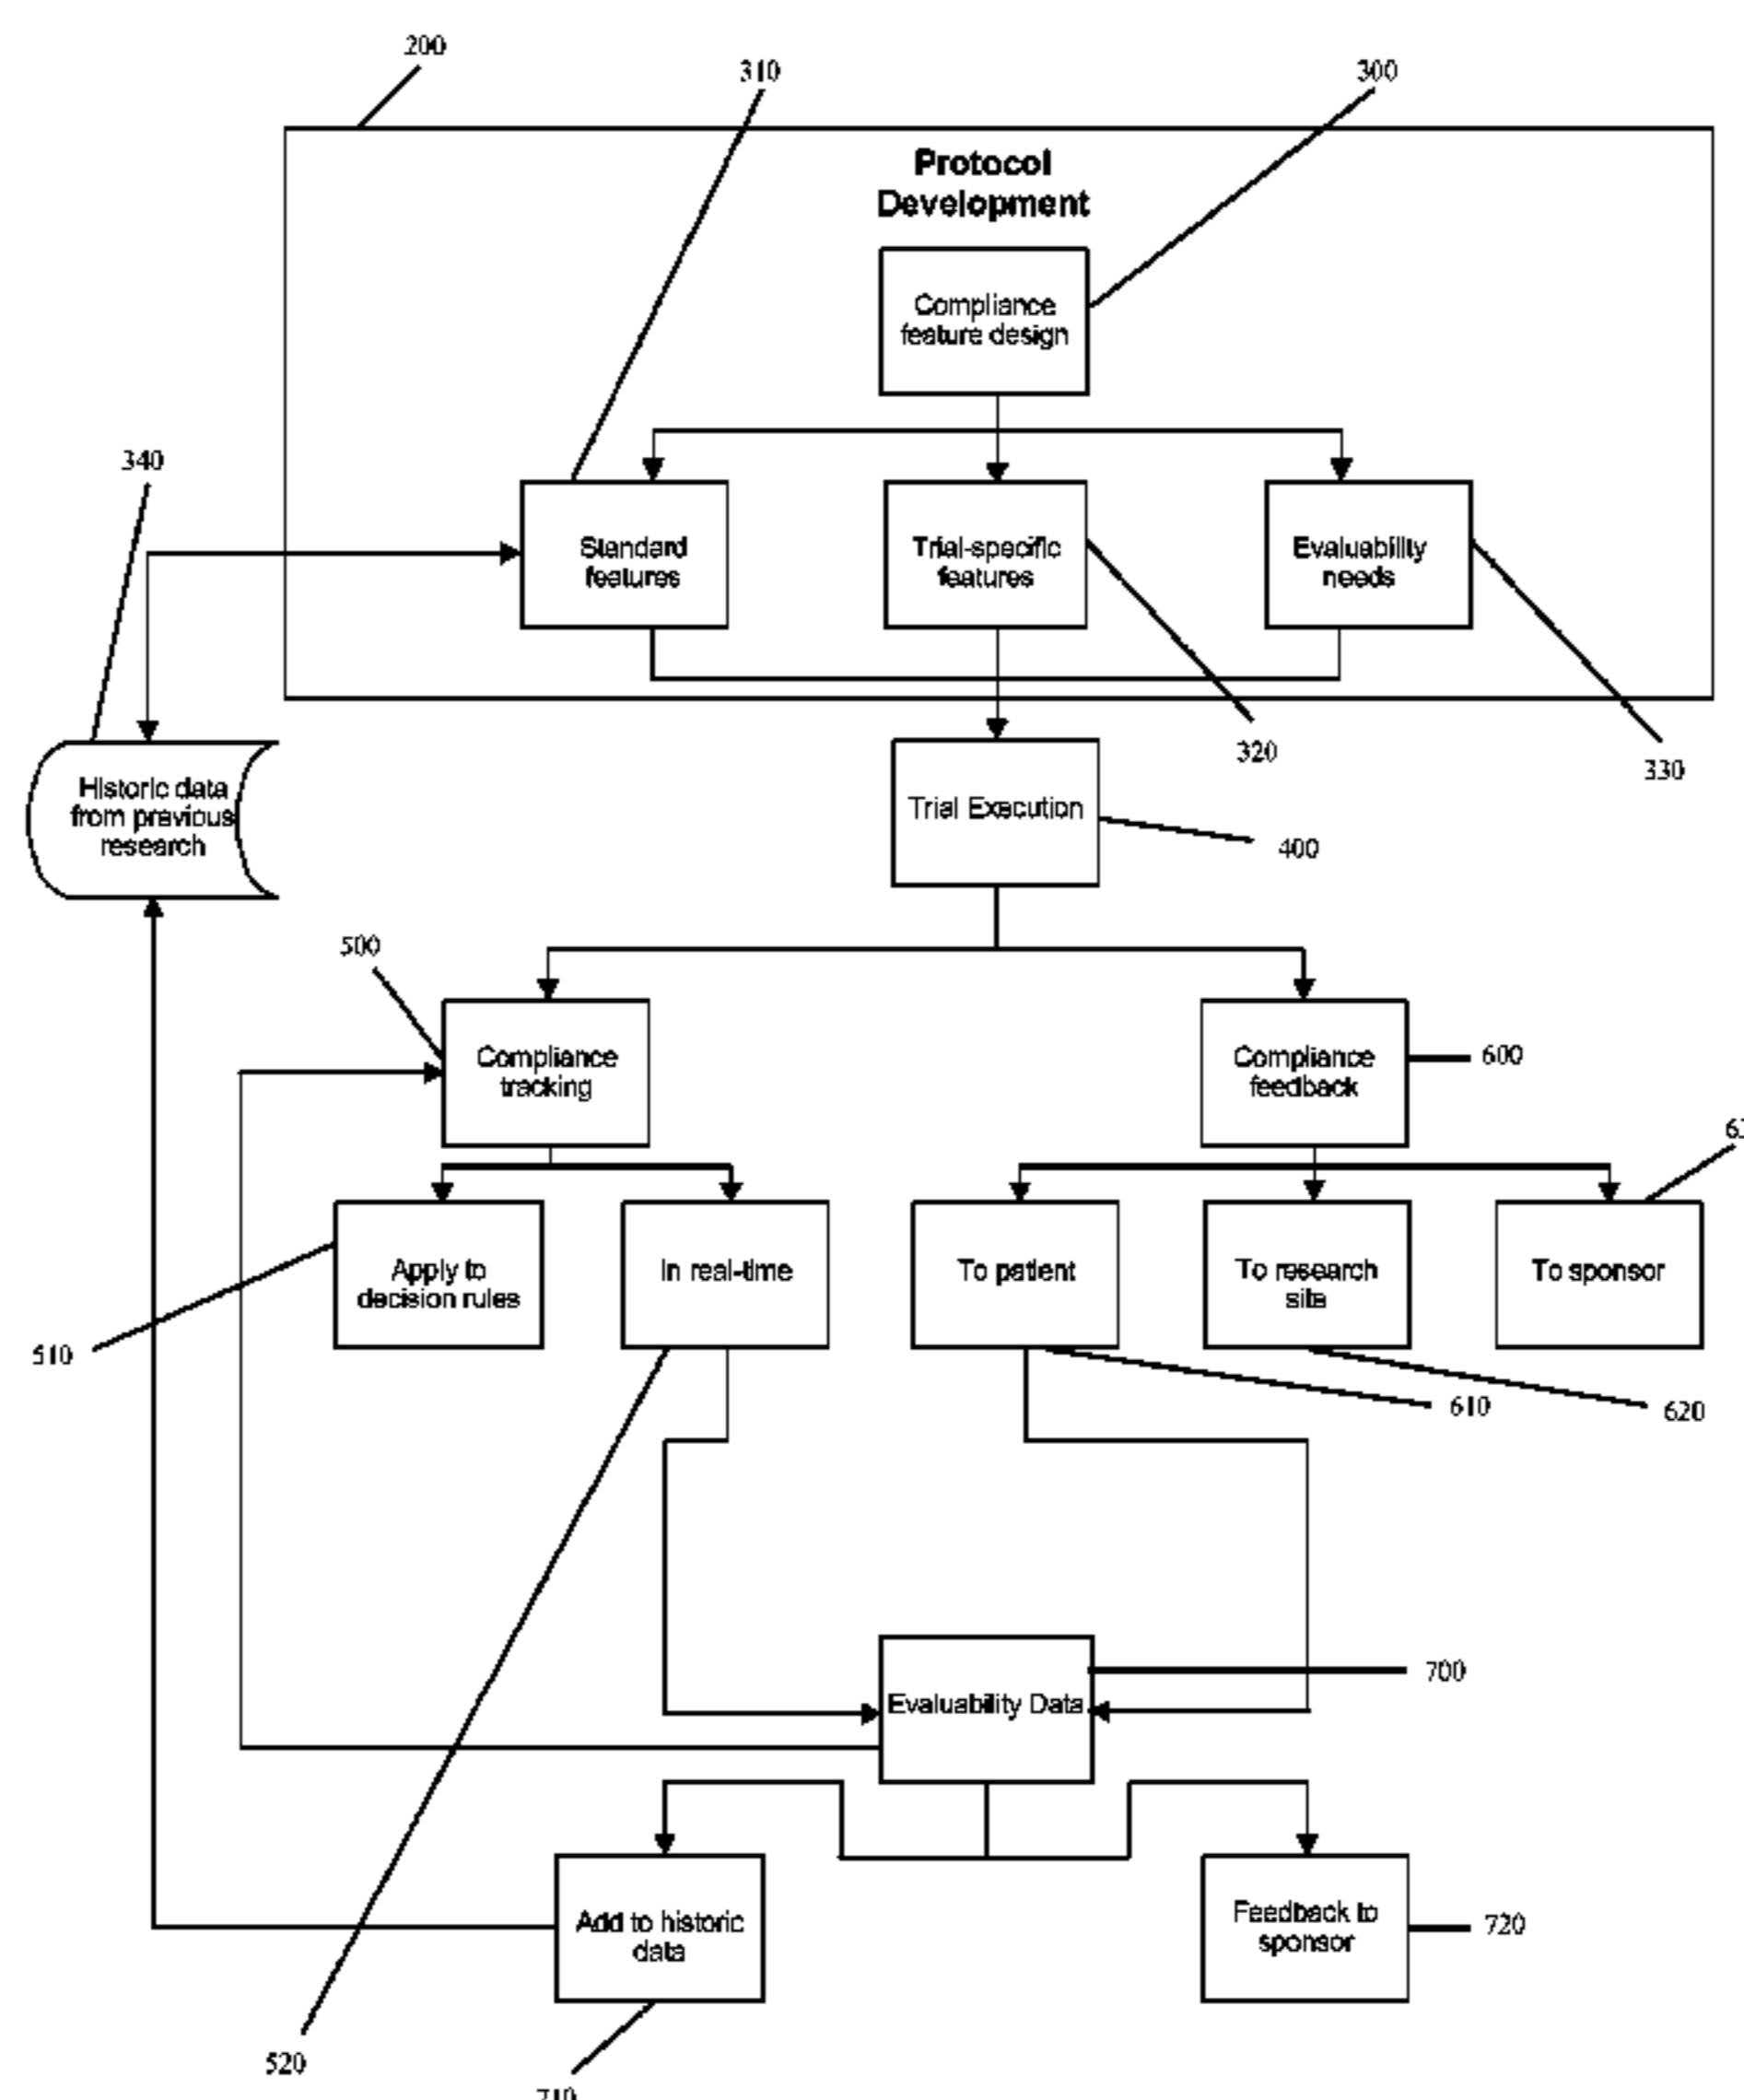 200
310
300
Protocol
Development
Compliance
feature design
340
Standard
features
Trial-specific
features
Evaluability
needs
320
330
Historic data
from previous
research
Trial Execution
400
500
Compliance
tracking
Compliance
feedback
600
Apply to
decision rules
In real-time
To patient
To research
site
To sponsor
510
610
620
Evaluability Data
700
Add to historic
data
Feedback to
sponsor
720
520
710